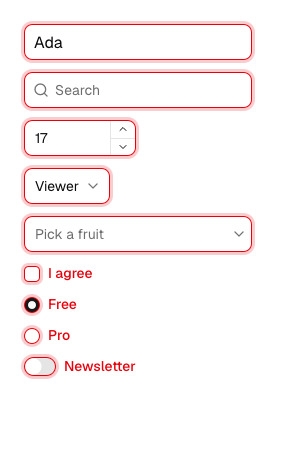 Ada
Search
17
Viewer
Pick a fruit
I agree
Free
Pro
Newsletter